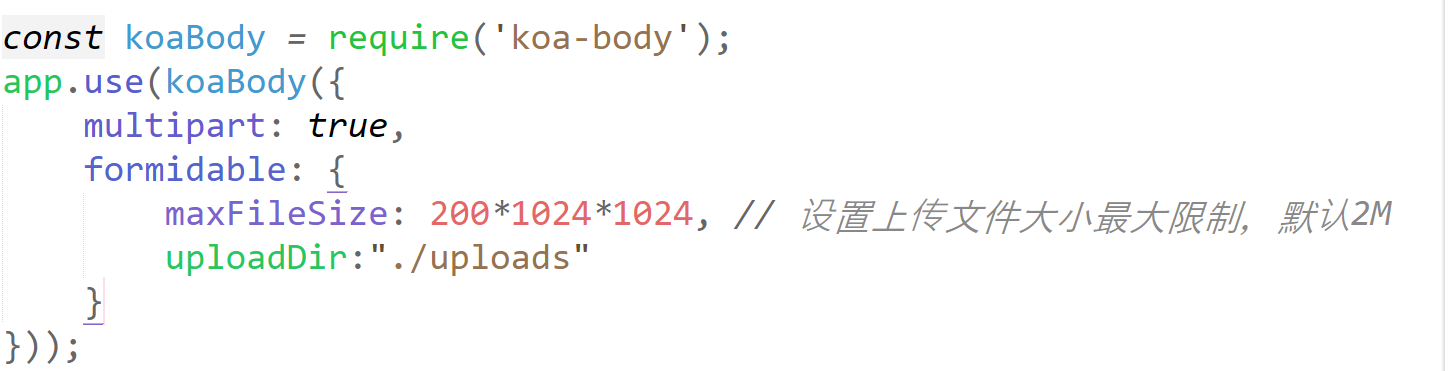 const koaBody = require('koa-body');
app.use(koaBody({
    multipart: true,
    formidable: {
        maxFileSize: 200*1024*1024, // 设置上传文件大小最大限制，默认2M
        uploadDir:"./uploads"
    }
}));